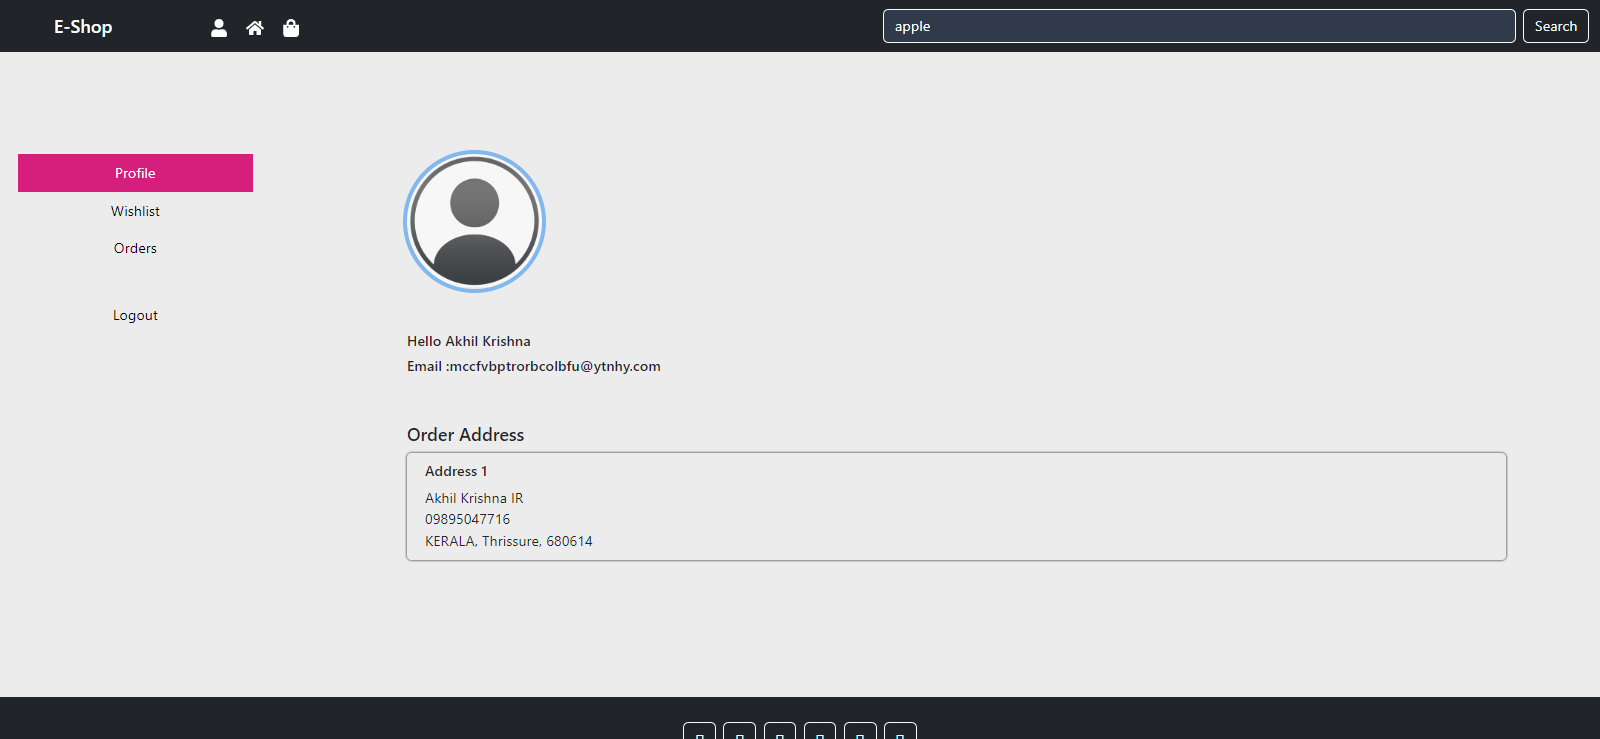 E-Shop
apple
Search
Profile
Wishlist
Orders
Logout
Hello Akhil Krishna
Email :mccfvbptrorbcolbfu@ytnhy.com
Order Address
Address 1
Akhil Krishna IR
09895047716
KERALA, Thrissure, 680614